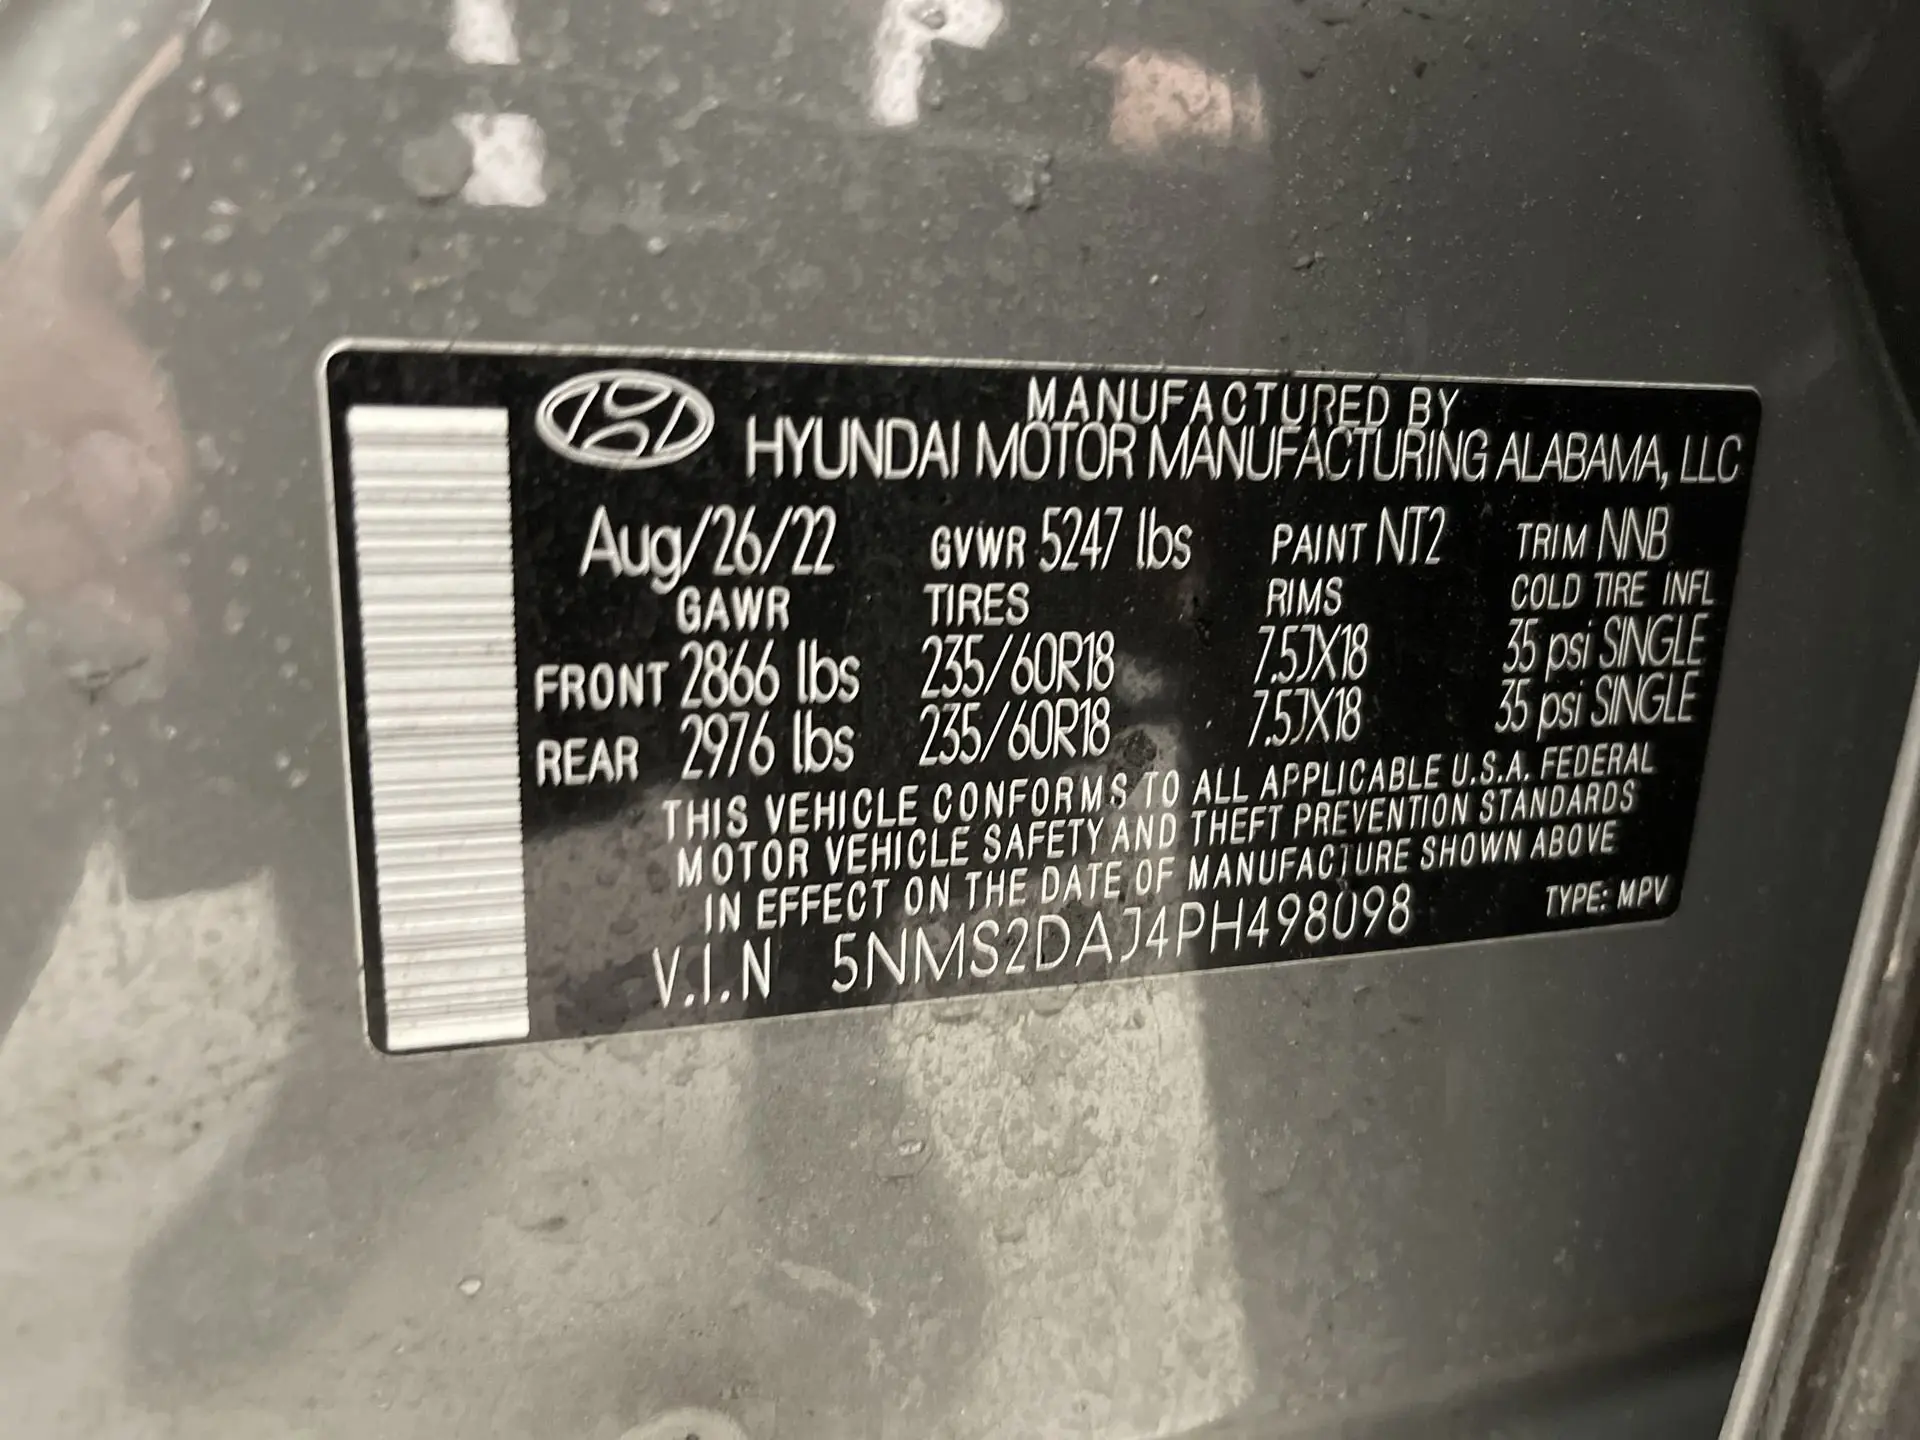 MANUFACTURED BY
HYUNDAI MOTOR MANUFACTURING ALABAMA, LLC
Aug/26/22 GVWR 5247 lbs PAINT NT2 TRIM NNB
GAWR TIRES RIMS COLD TIRE INFL
FRONT 2866 lbs 235/60R18 7.5JX18 35 psi SINGLE
REAR 2976 lbs 235/60R18 7.5JX18 35 psi SINGLE
THIS VEHICLE CONFORMS TO ALL APPLICABLE U.S.A. FEDERAL
MOTOR VEHICLE SAFETY AND THEFT PREVENTION STANDARDS
IN EFFECT ON THE DATE OF MANUFACTURE SHOWN ABOVE
V.I.N 5NMS2DAJ4PH498098 TYPE: MPV